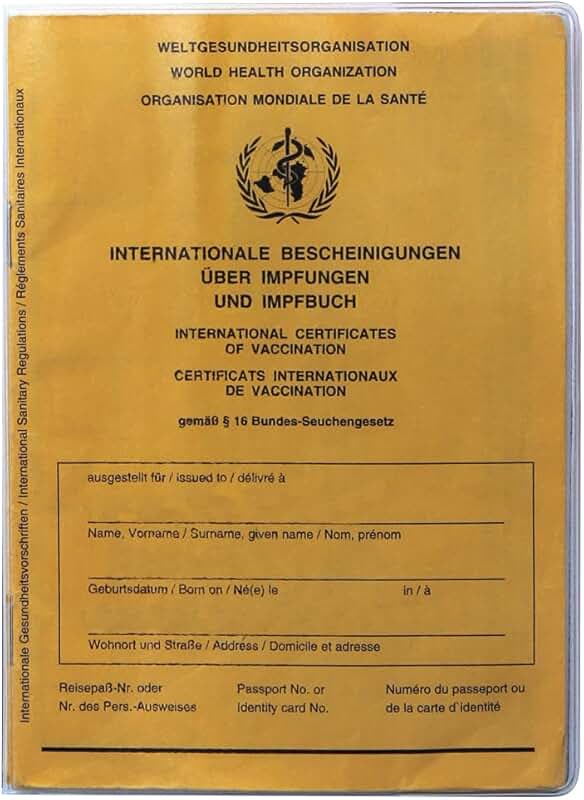 WELTGESUNDHEITSORGANISATION
WORLD HEALTH ORGANIZATION
ORGANISATION MONDIALE DE LA SANTÉ
INTERNATIONALE BESCHEINIGUNGEN
ÜBER IMPFUNGEN
UND IMPFBUCH
INTERNATIONAL CERTIFICATES
OF VACCINATION
CERTIFICATS INTERNATIONAUX
DE VACCINATION
gemäß § 16 Bundes-Seuchengesetz
ausgestellt für / issued to / délivré à
Name, Vorname / Surname, given name / Nom, prénom
Geburtsdatum / Born on / Né(e) le in / à
Wohnort und Straße / Address / Domicile et adresse
Reisepaß-Nr. oder Passport No. or Numéro du passeport ou
Nr. des Pers.-Ausweises Identity card No. de la carte d'identité
Internationale Gesundheitsvorschriften / International Sanitary Regulations / Réglements Sanitaires Internationaux